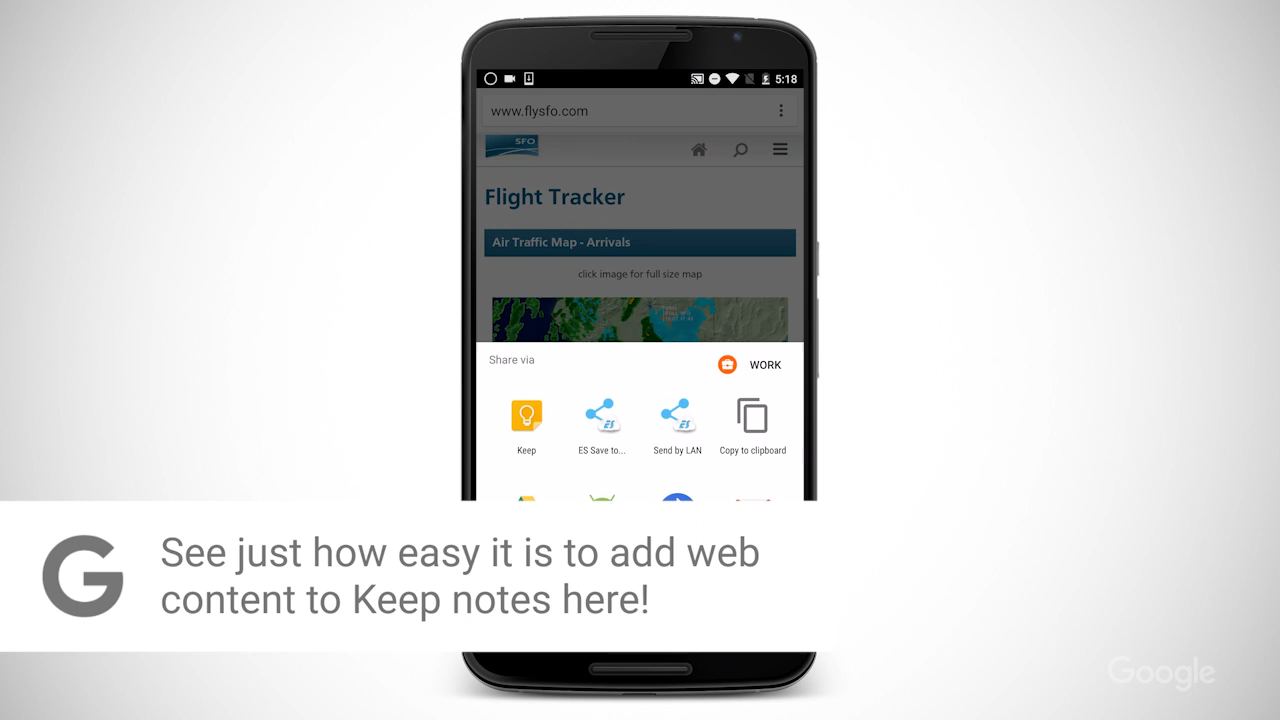 5:18
www.flysfo.com
SFO
Flight Tracker
Air Traffic Map - Arrivals
click image for full size map
Share via
WORK
Keep
ES Save to...
Send by LAN
Copy to clipboard
See just how easy it is to add web
content to Keep notes here!
Google